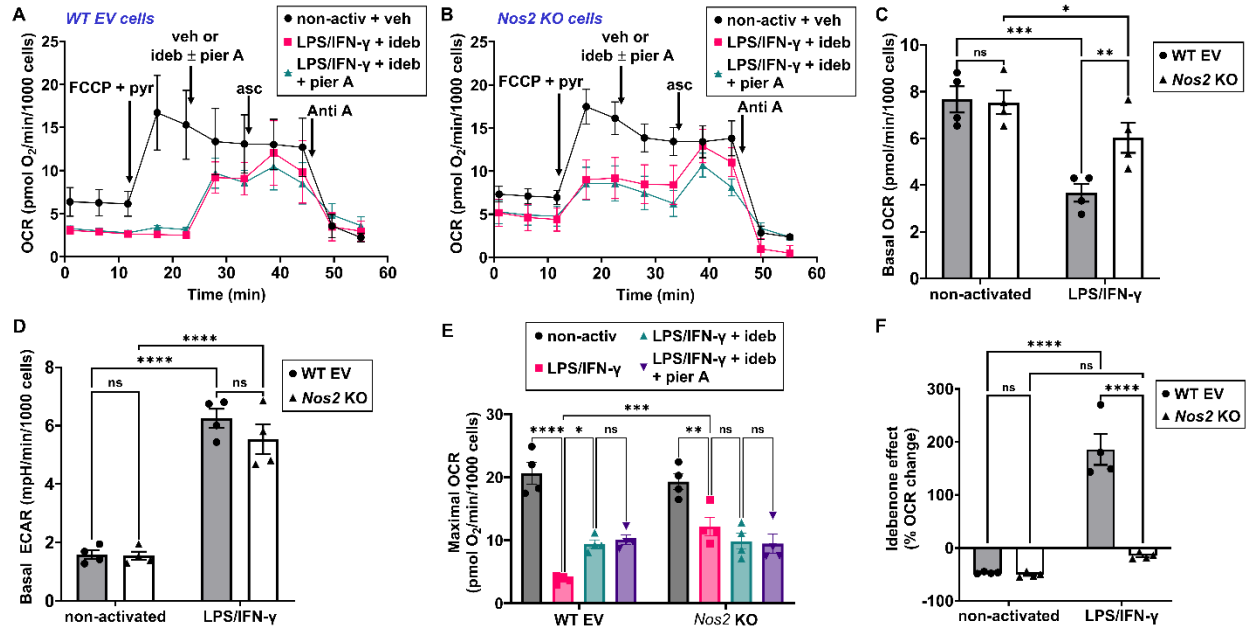 A
WT EV cells
veh or
ideb ± pier A
FCCP + pyr
asc
Anti A
non-activ + veh
LPS/IFN-γ + ideb
LPS/IFN-γ + ideb
+ pier A
OCR (pmol O₂/min/1000 cells)
25
20
15
10
5
0
0 10 20 30 40 50 60
Time (min)
B
Nos2 KO cells
veh or
ideb ± pier A
FCCP + pyr
asc
Anti A
non-activ + veh
LPS/IFN-γ + ideb
LPS/IFN-γ + ideb
+ pier A
OCR (pmol O₂/min/1000 cells)
25
20
15
10
5
0
0 10 20 30 40 50 60
Time (min)
C
*
***
ns
**
WT EV
Nos2 KO
Basal OCR (pmol/min/1000 cells)
10
8
6
4
2
0
non-activated LPS/IFN-γ
D
****
****
ns
ns
WT EV
Nos2 KO
Basal ECAR (mpH/min/1000 cells)
6
4
2
0
non-activated LPS/IFN-γ
E
non-activ
LPS/IFN-γ
LPS/IFN-γ + ideb
LPS/IFN-γ + ideb
+ pier A
***
**** * ns ns
** ns ns
Maximal OCR
(pmol O₂/min/1000 cells)
30
20
10
0
WT EV Nos2 KO
F
****
ns
ns
****
WT EV
Nos2 KO
Idebenone effect
(% OCR change)
300
200
100
0
-100
non-activated LPS/IFN-γ